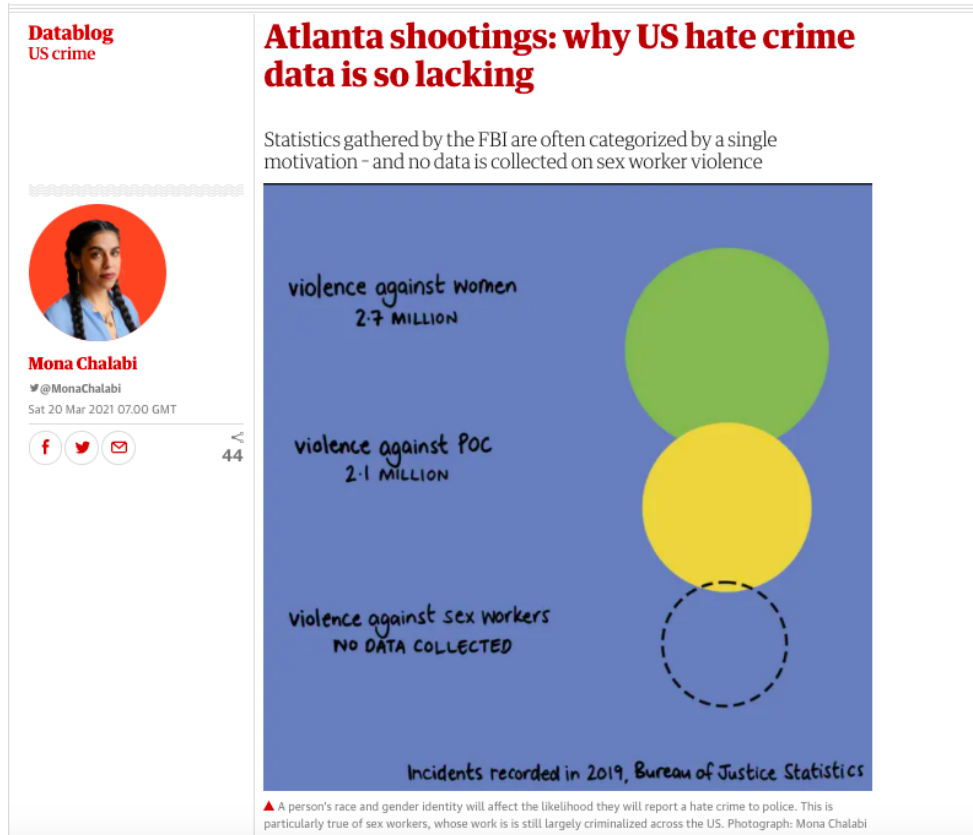 Datablog
US crime
Atlanta shootings: why US hate crime
data is so lacking
Statistics gathered by the FBI are often categorized by a single
motivation – and no data is collected on sex worker violence
Mona Chalabi
@MonaChalabi
Sat 20 Mar 2021 07.00 GMT
44
violence against women
2.7 MILLION
violence against POC
2.1 MILLION
violence against sex workers
NO DATA COLLECTED
Incidents recorded in 2019, Bureau of Justice Statistics
A person's race and gender identity will affect the likelihood they will report a hate crime to police. This is
particularly true of sex workers, whose work is is still largely criminalized across the US. Photograph: Mona Chalabi